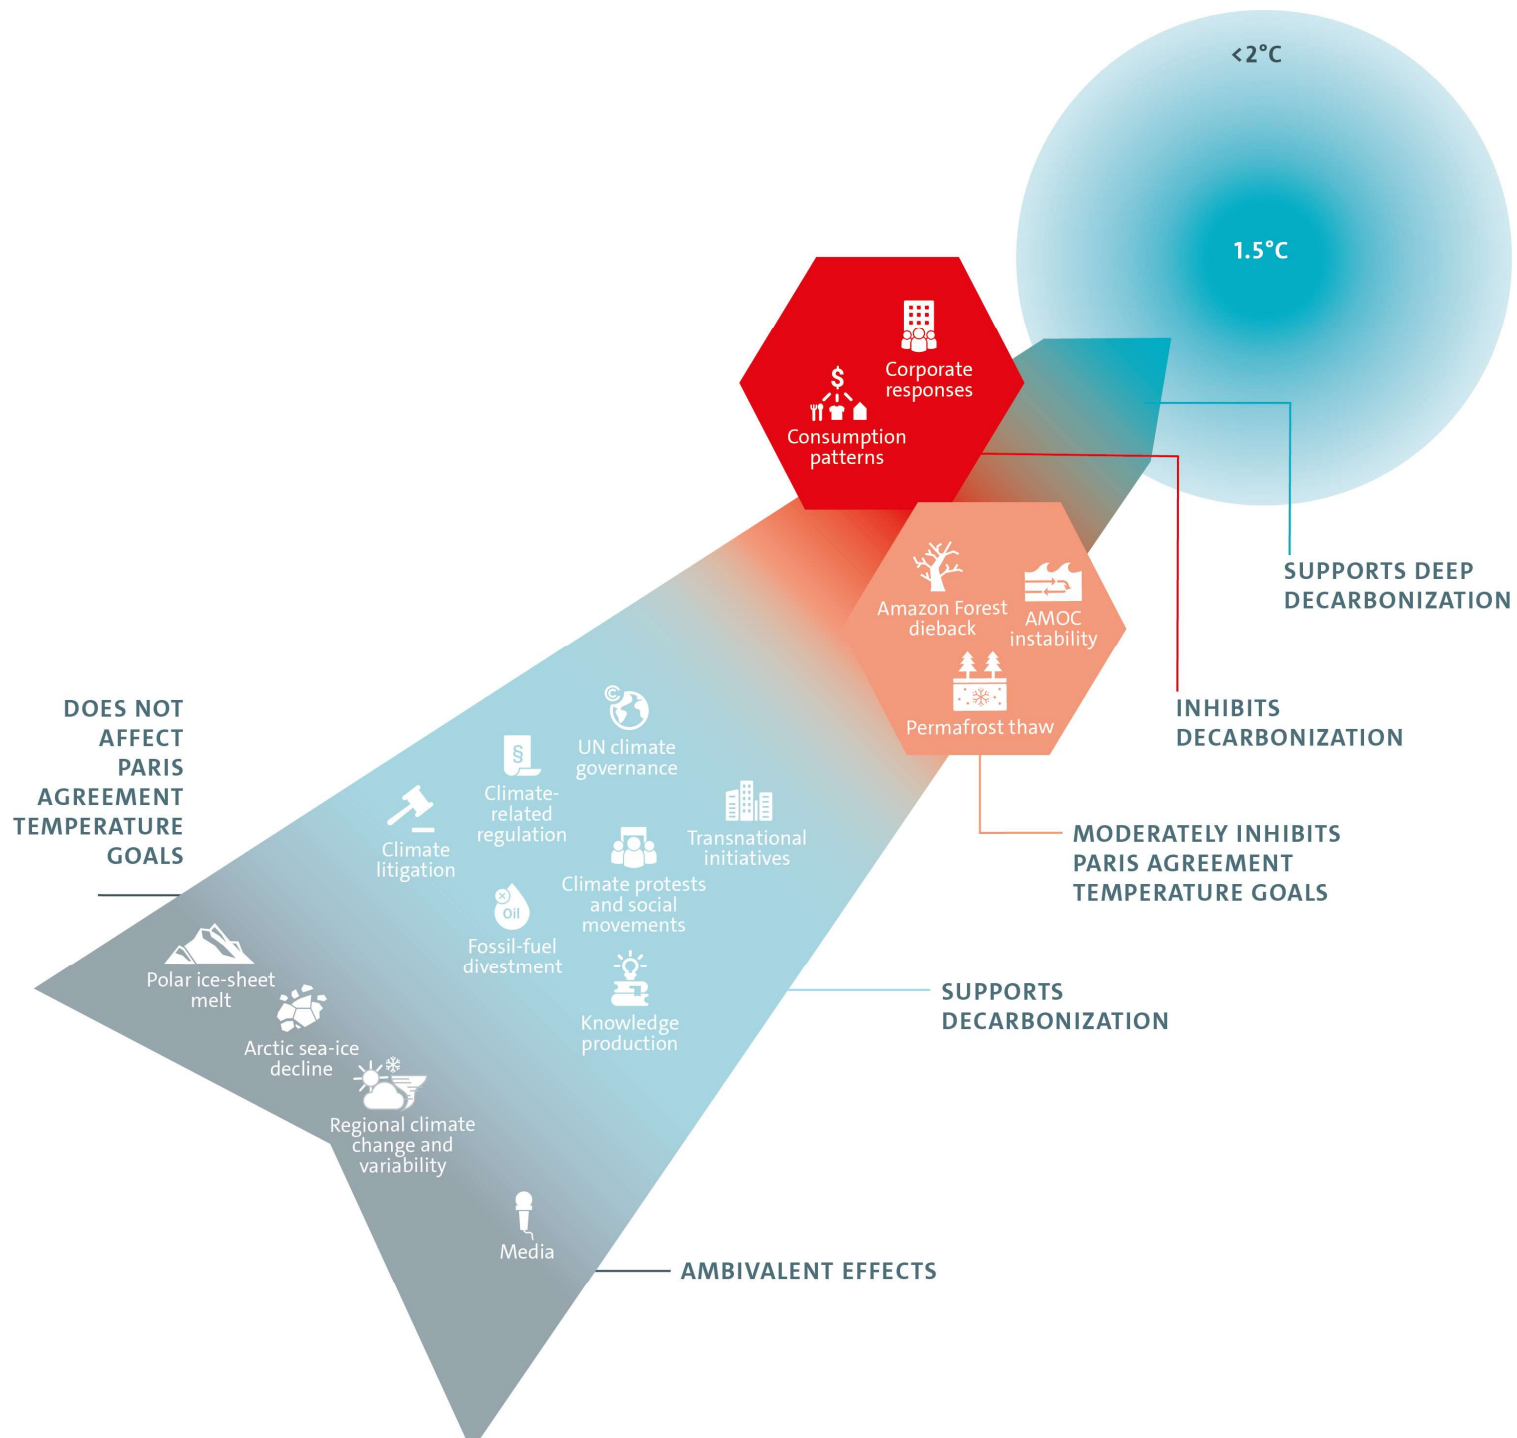 <2°C
1.5°C
Corporate
responses
$
Consumption
patterns
Amazon Forest
dieback
AMOC
instability
Permafrost thaw
SUPPORTS DEEP
DECARBONIZATION
INHIBITS
DECARBONIZATION
MODERATELY INHIBITS
PARIS AGREEMENT
TEMPERATURE GOALS
DOES NOT
AFFECT
PARIS
AGREEMENT
TEMPERATURE
GOALS
C
UN climate
governance
§
Climate-
related
regulation
Climate
litigation
Transnational
initiatives
Climate protests
and social
movements
Oil
Fossil-fuel
divestment
Knowledge
production
SUPPORTS
DECARBONIZATION
Polar ice-sheet
melt
Arctic sea-ice
decline
Regional climate
change and
variability
Media
AMBIVALENT EFFECTS